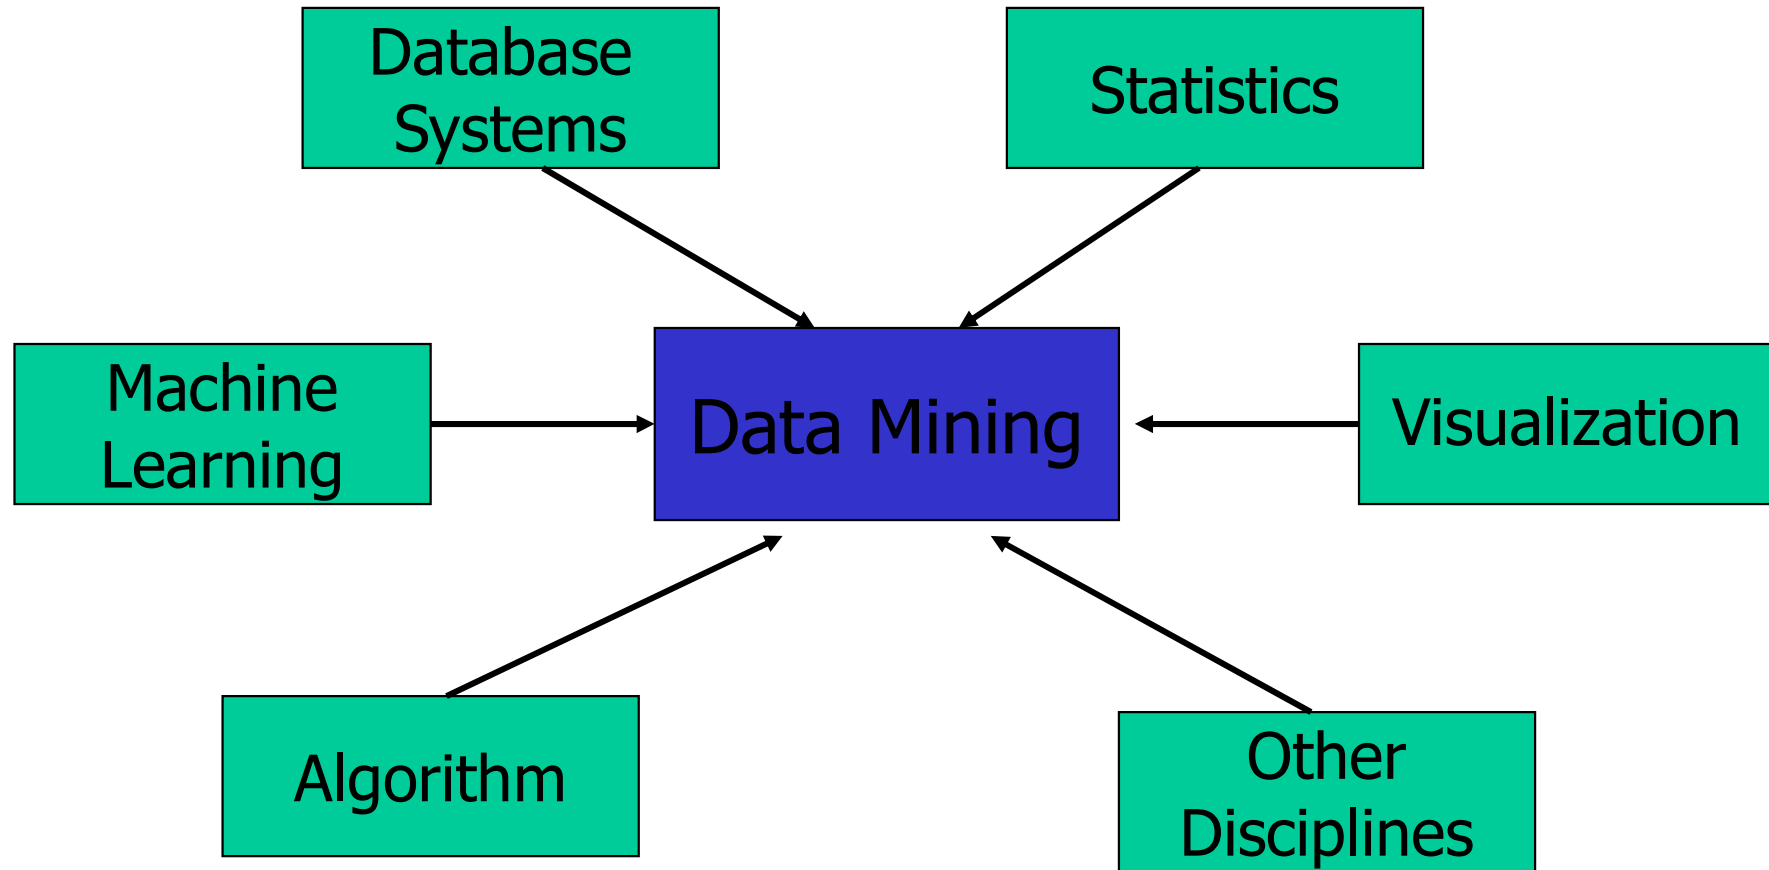 Database
Systems
Statistics
Machine
Learning
Data Mining
Visualization
Algorithm
Other
Disciplines